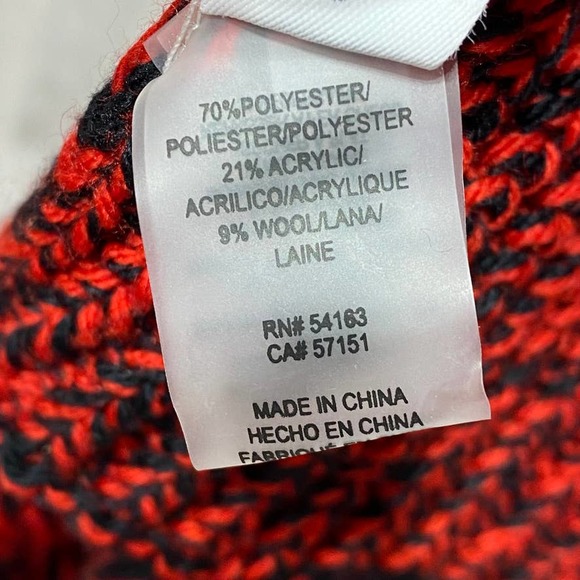 70%POLYESTER/
POLIESTER/POLYESTER
21% ACRYLIC/
ACRILICO/ACRYLIQUE
9% WOOL/LANA/
LAINE
RN# 54163
CA# 57151
MADE IN CHINA
HECHO EN CHINA
FABRIQUÉ